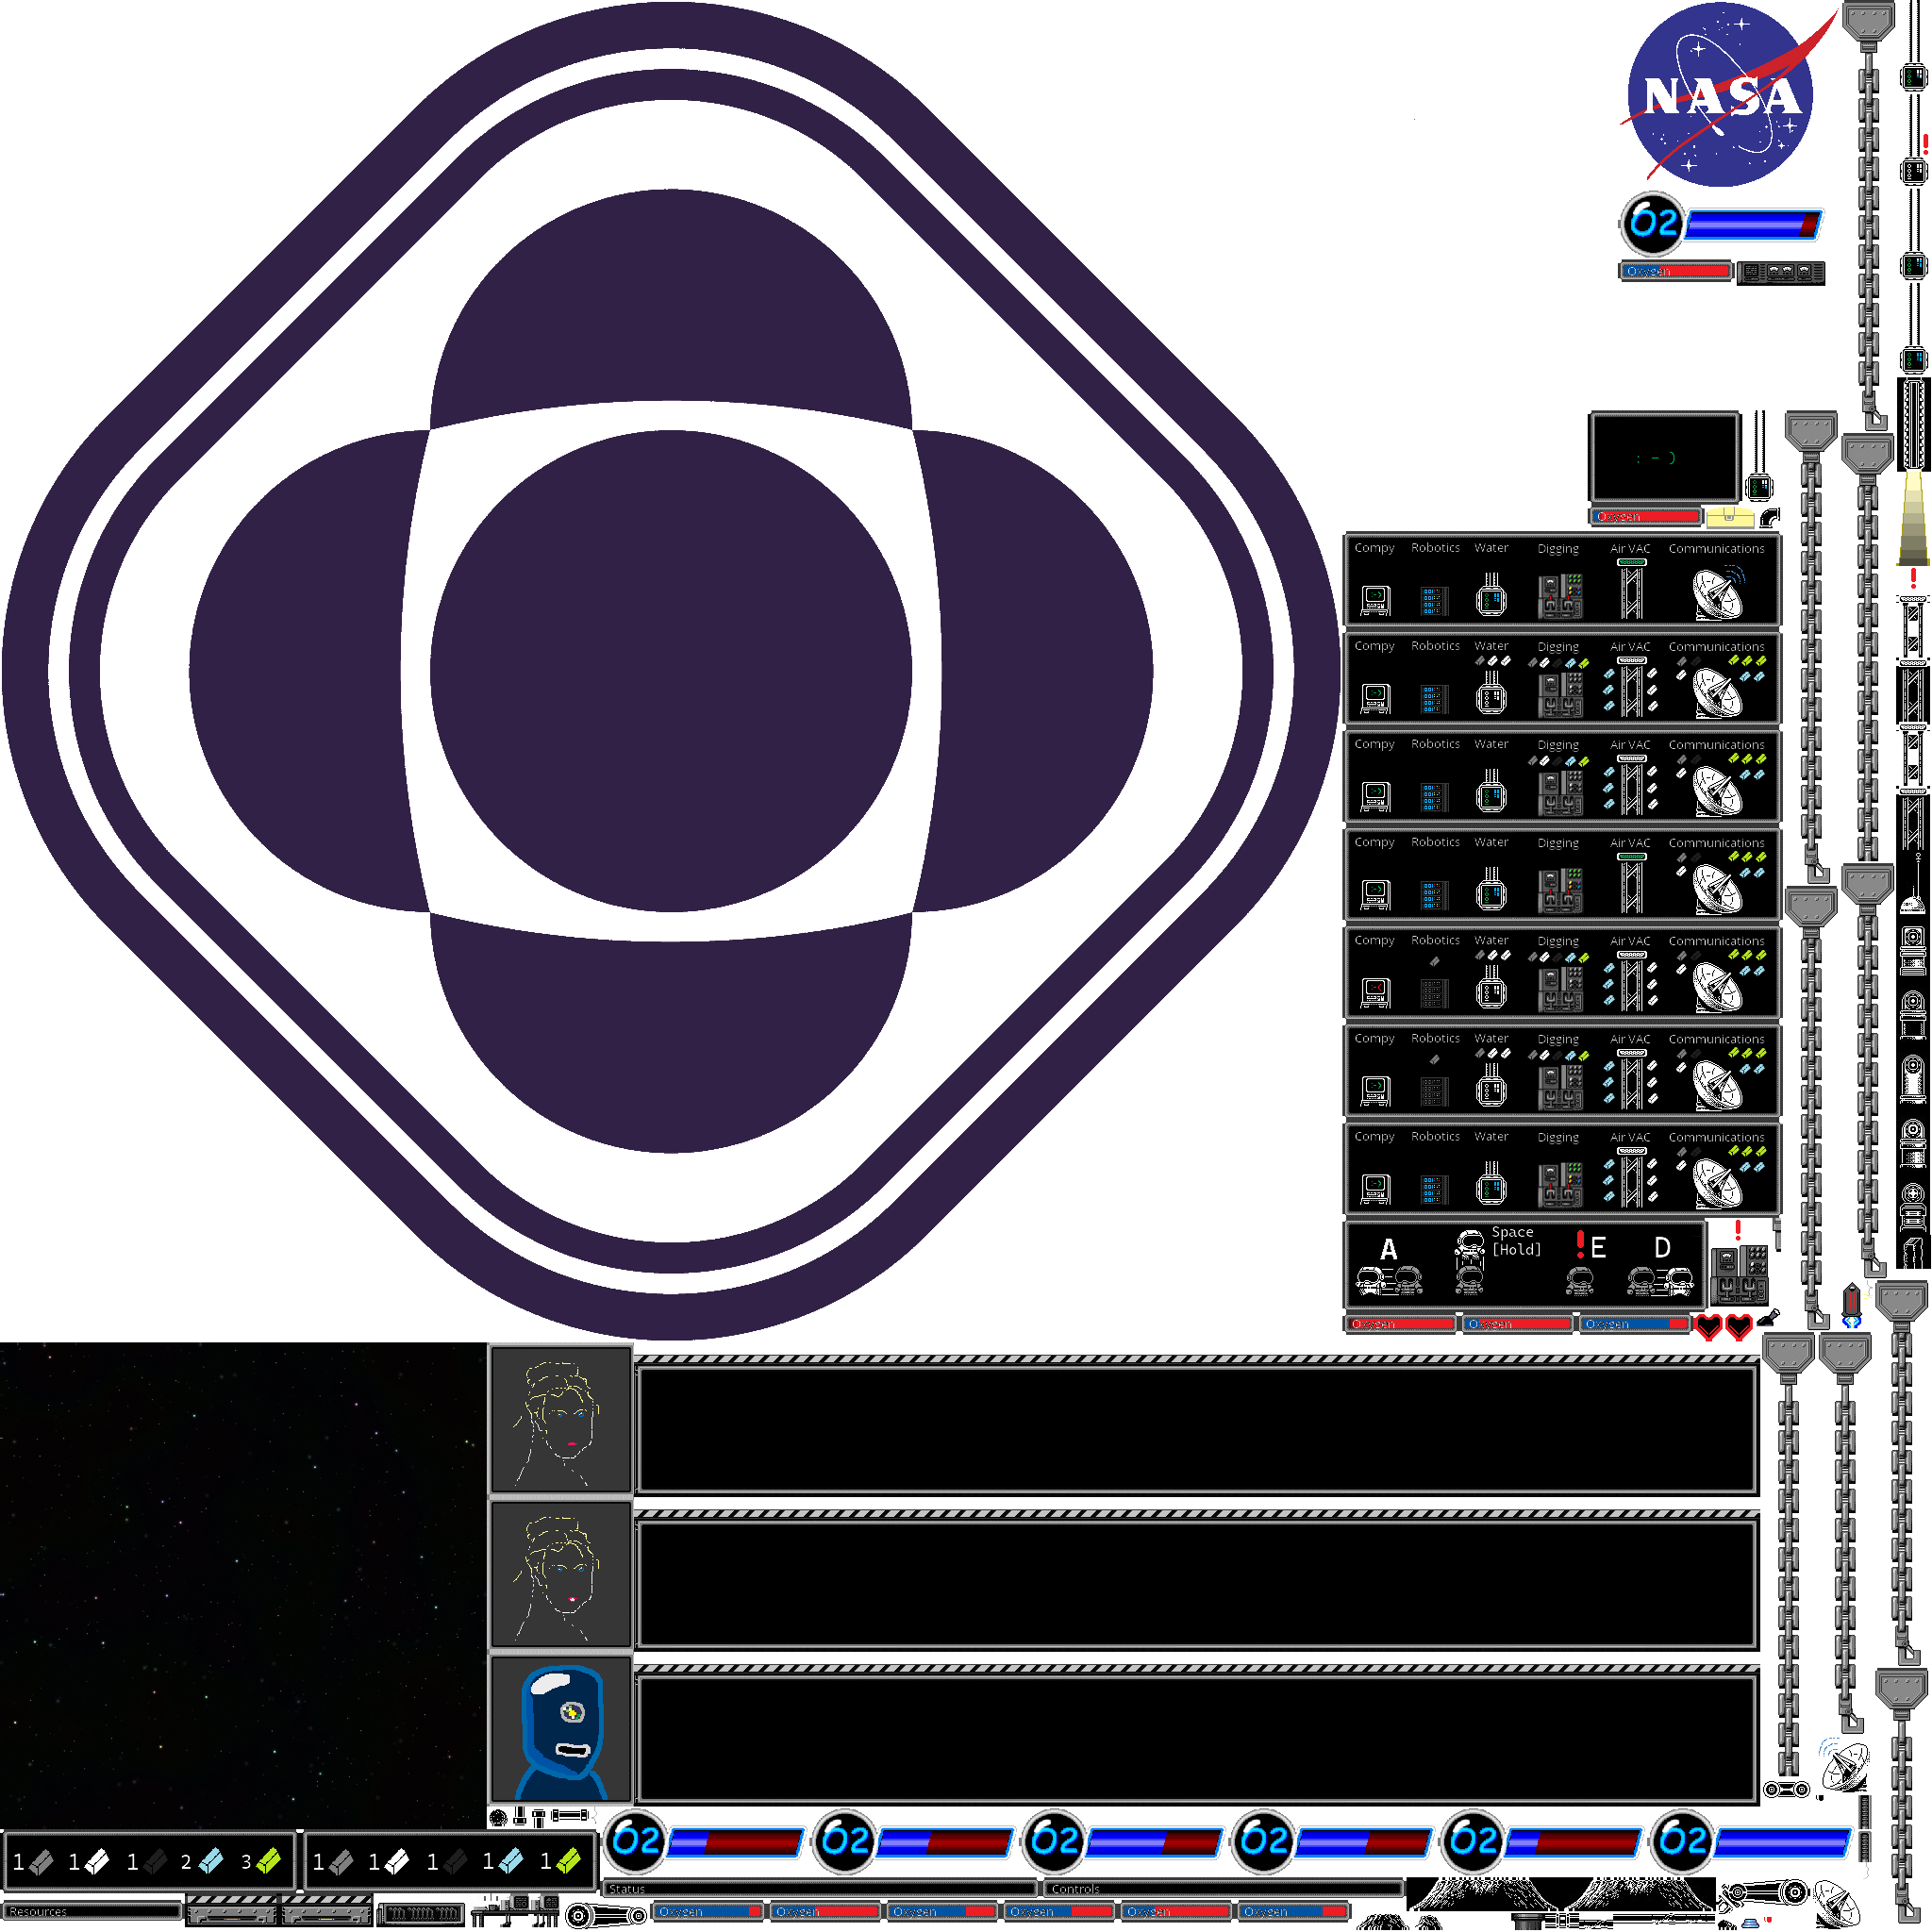 NASA
O2
Oxygen
: - )
Oxygen
Compy Robotics Water Digging Air VAC Communications
Compy Robotics Water Digging Air VAC Communications
Compy Robotics Water Digging Air VAC Communications
Compy Robotics Water Digging Air VAC Communications
Compy Robotics Water Digging Air VAC Communications
Compy Robotics Water Digging Air VAC Communications
Compy Robotics Water Digging Air VAC Communications
A Space [Hold] ! E D
Oxygen Oxygen Oxygen
O2 O2 O2 O2 O2 O2
1 1 1 2 3 1 1 1 1 1
Status Controls
Resources
Oxygen Oxygen Oxygen Oxygen Oxygen Oxygen